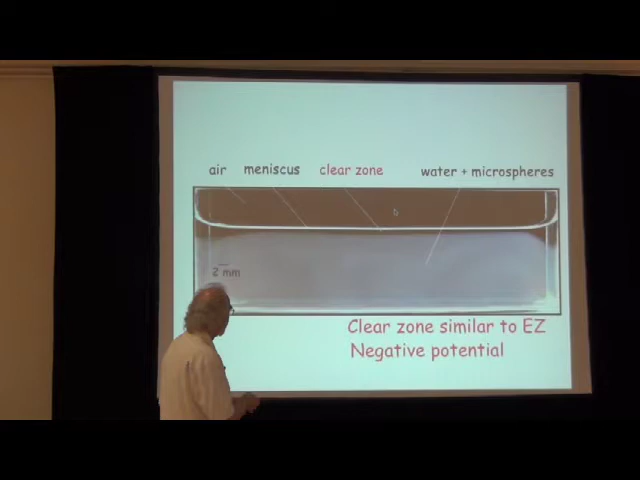 air meniscus clear zone water + microspheres
2 mm
Clear zone similar to EZ
Negative potential